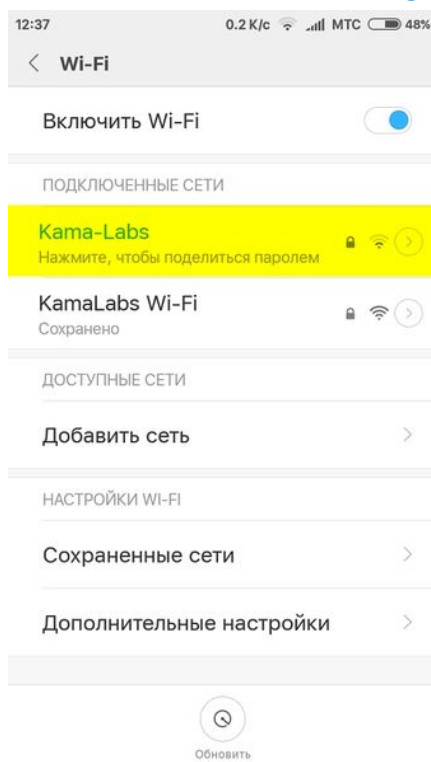 12:37 0.2 K/c МТС 48%
Wi-Fi
Включить Wi-Fi
ПОДКЛЮЧЕННЫЕ СЕТИ
Kama-Labs
Нажмите, чтобы поделиться паролем
KamaLabs Wi-Fi
Сохранено
ДОСТУПНЫЕ СЕТИ
Добавить сеть
НАСТРОЙКИ WI-FI
Сохраненные сети
Дополнительные настройки
Обновить